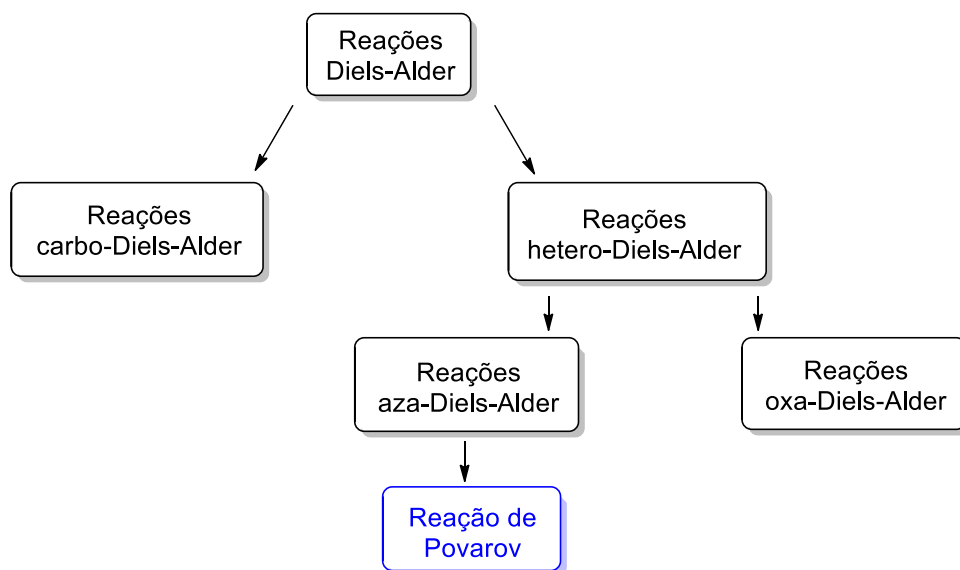 Reações
Diels-Alder
Reações
carbo-Diels-Alder
Reações
hetero-Diels-Alder
Reações
aza-Diels-Alder
Reações
oxa-Diels-Alder
Reação de
Povarov